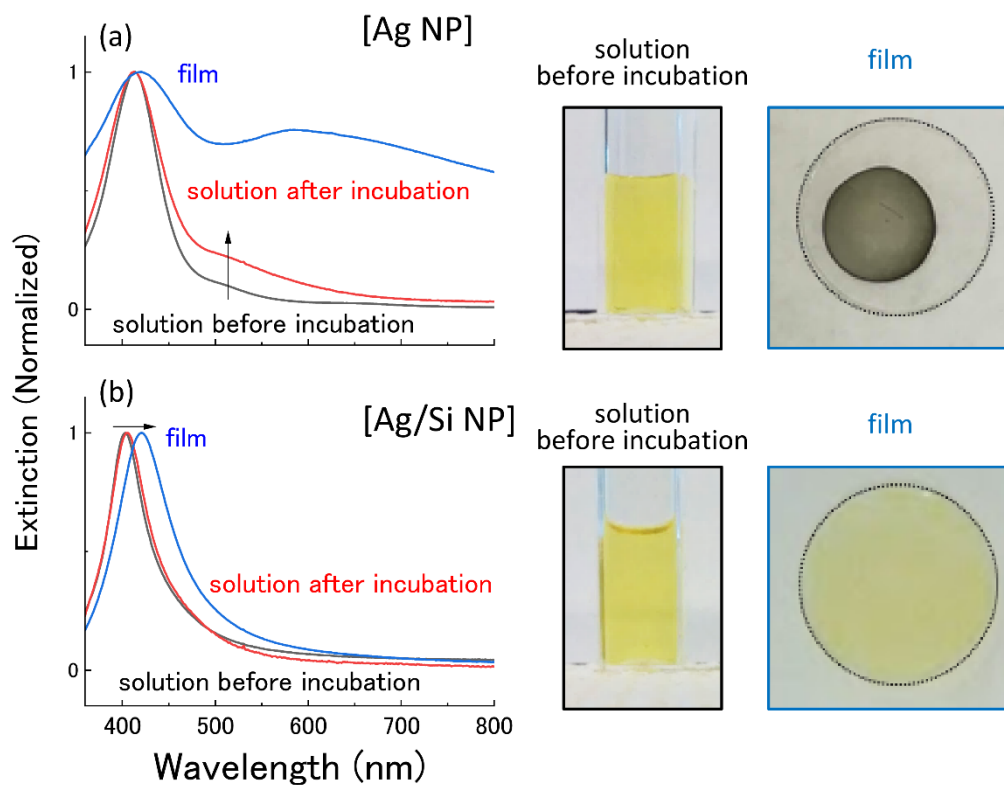 (a)
[Ag NP]
film
1
solution after incubation
0
solution before incubation
solution
before incubation
film
Extinction (Normalized)
(b)
[Ag/Si NP]
film
1
solution after incubation
0
solution before incubation
400 500 600 700 800
Wavelength (nm)
solution
before incubation
film